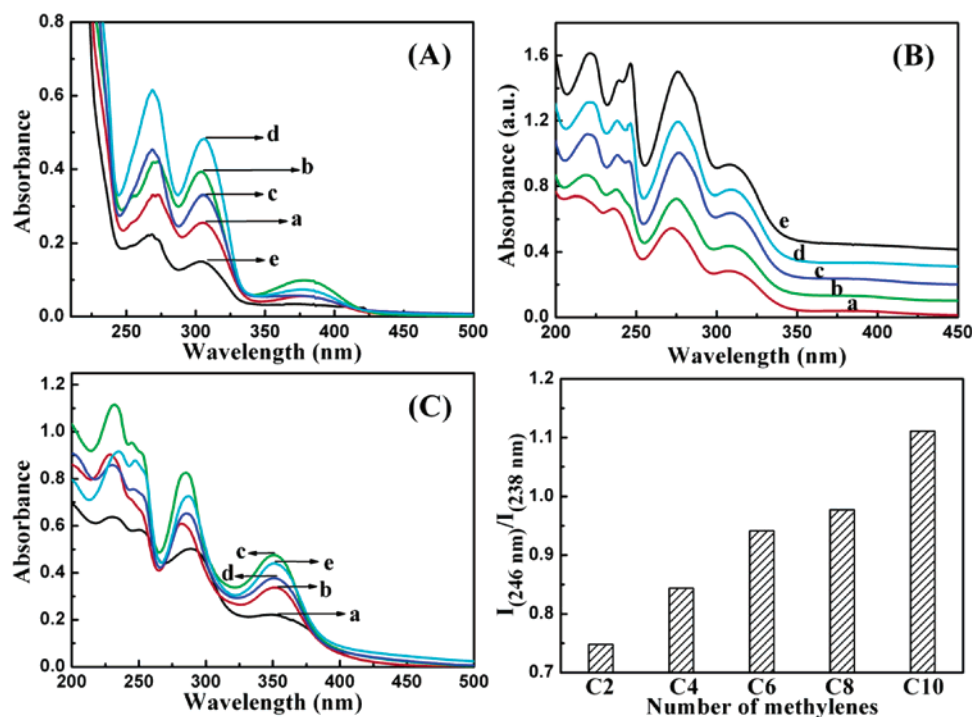 0.8
0.6
0.4
0.2
0.0
Absorbance
(A)
d
b
c
a
e
250 300 350 400 450 500
Wavelength (nm)
1.6
1.2
0.8
0.4
0.0
Absorbance (a.u.)
(B)
e
d
c
b
a
200 250 300 350 400 450
Wavelength (nm)
1.2
1.0
0.8
0.6
0.4
0.2
0.0
Absorbance
(C)
c
e
d
b
a
200 250 300 350 400 450 500
Wavelength (nm)
1.2
1.1
1.0
0.9
0.8
0.7
I(246 nm)/I(238 nm)
C2 C4 C6 C8 C10
Number of methylenes